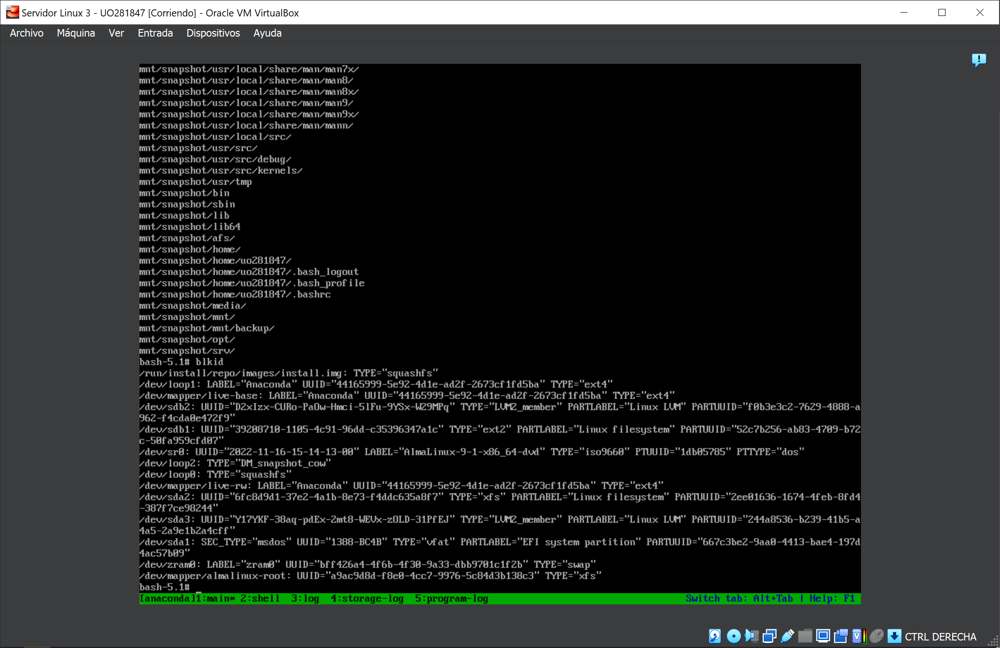 Servidor Linux 3 - UO281847 [Corriendo] - Oracle VM VirtualBox
Archivo Máquina Ver Entrada Dispositivos Ayuda
mnt/snapshot/usr/local/share/man/man7x/
mnt/snapshot/usr/local/share/man/man8/
mnt/snapshot/usr/local/share/man/man8x/
mnt/snapshot/usr/local/share/man/man9/
mnt/snapshot/usr/local/share/man/man9x/
mnt/snapshot/usr/local/share/man/mann/
mnt/snapshot/usr/local/src/
mnt/snapshot/usr/src/
mnt/snapshot/usr/src/debug/
mnt/snapshot/usr/src/kernels/
mnt/snapshot/usr/tmp
mnt/snapshot/bin
mnt/snapshot/sbin
mnt/snapshot/lib
mnt/snapshot/lib64
mnt/snapshot/afs/
mnt/snapshot/home/
mnt/snapshot/home/uo281847/
mnt/snapshot/home/uo281847/.bash_logout
mnt/snapshot/home/uo281847/.bash_profile
mnt/snapshot/home/uo281847/.bashrc
mnt/snapshot/media/
mnt/snapshot/mnt/
mnt/snapshot/mnt/backup/
mnt/snapshot/opt/
mnt/snapshot/srv/
bash-5.1# blkid
/run/install/repo/images/install.img: TYPE="squashfs"
/dev/loop1: LABEL="Anaconda" UUID="44165999-5e92-4d1e-ad2f-2673cf1fd5ba" TYPE="ext4"
/dev/mapper/live-base: LABEL="Anaconda" UUID="44165999-5e92-4d1e-ad2f-2673cf1fd5ba" TYPE="ext4"
/dev/sdb2: UUID="D2xIzx-CURo-PaOw-Hmci-5lFu-9YSx-W29MPq" TYPE="LVM2_member" PARTLABEL="Linux LVM" PARTUUID="f0b3e3c2-7629-4888-a
962-f4cda0e472f9"
/dev/sdb1: UUID="39208710-1105-4c91-96dd-c35396347a1c" TYPE="ext2" PARTLABEL="Linux filesystem" PARTUUID="52c7b256-ab83-4709-b72
c-50fa959cfd07"
/dev/sr0: UUID="2022-11-16-15-14-13-00" LABEL="AlmaLinux-9-1-x86_64-dvd" TYPE="iso9660" PTUUID="1db05785" PTTYPE="dos"
/dev/loop2: TYPE="DM_snapshot_cow"
/dev/loop0: TYPE="squashfs"
/dev/mapper/live-rw: LABEL="Anaconda" UUID="44165999-5e92-4d1e-ad2f-2673cf1fd5ba" TYPE="ext4"
/dev/sda2: UUID="6fc8d9d1-37e2-4a1b-8e73-f4ddc635a8f7" TYPE="xfs" PARTLABEL="Linux filesystem" PARTUUID="2ee01636-1674-4feb-8fd4
-387f7ce98244"
/dev/sda3: UUID="Y17YKF-38aq-pdEx-2mt8-WEVx-zOLD-31PfEJ" TYPE="LVM2_member" PARTLABEL="Linux LVM" PARTUUID="244a8536-b239-41b5-a
4a5-2a9e1b2a4cff"
/dev/sda1: SEC_TYPE="msdos" UUID="1388-BC4B" TYPE="vfat" PARTLABEL="EFI system partition" PARTUUID="667c3be2-9aa0-4413-bae4-197d
4ac57b09"
/dev/zram0: LABEL="zram0" UUID="bff426a4-4f6b-4f30-9a33-dbb9701c1f2b" TYPE="swap"
/dev/mapper/almalinux-root: UUID="a9ac9d8d-f8e0-4cc7-9976-5c84d3b138c3" TYPE="xfs"
bash-5.1# _
[anaconda]1:main* 2:shell 3:log 4:storage-log 5:program-log Switch tab: Alt+Tab | Help: F1
CTRL DERECHA